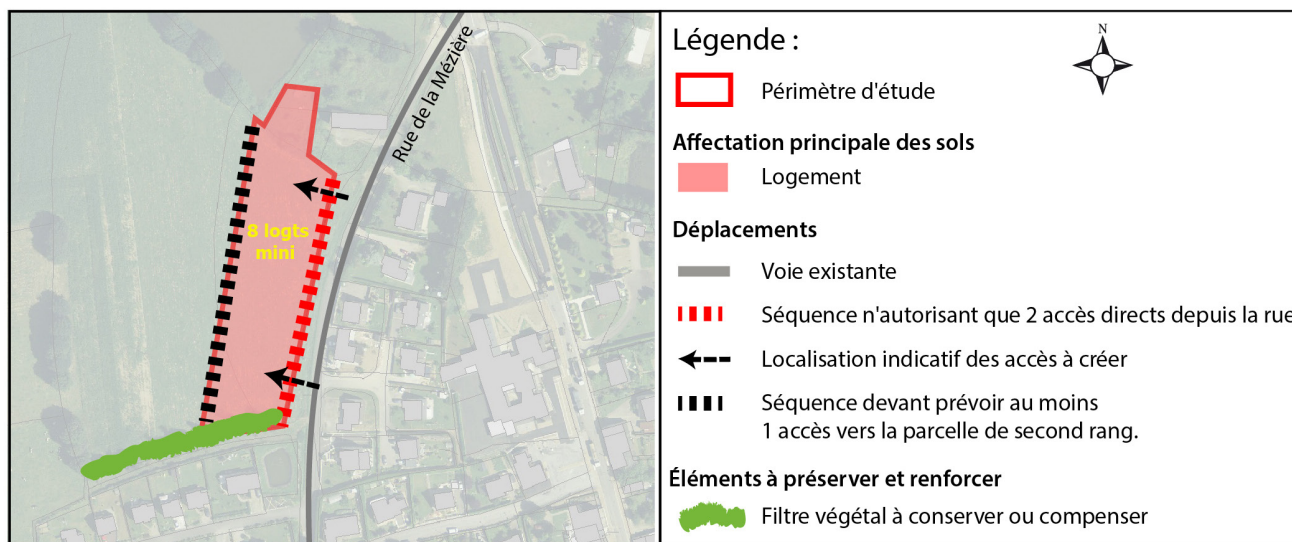 Rue de la Mézière
8 logts
mini
Légende :
N
Périmètre d'étude
Affectation principale des sols
Logement
Déplacements
Voie existante
Séquence n'autorisant que 2 accès directs depuis la rue
Localisation indicatif des accès à créer
Séquence devant prévoir au moins
1 accès vers la parcelle de second rang.
Éléments à préserver et renforcer
Filtre végétal à conserver ou compenser